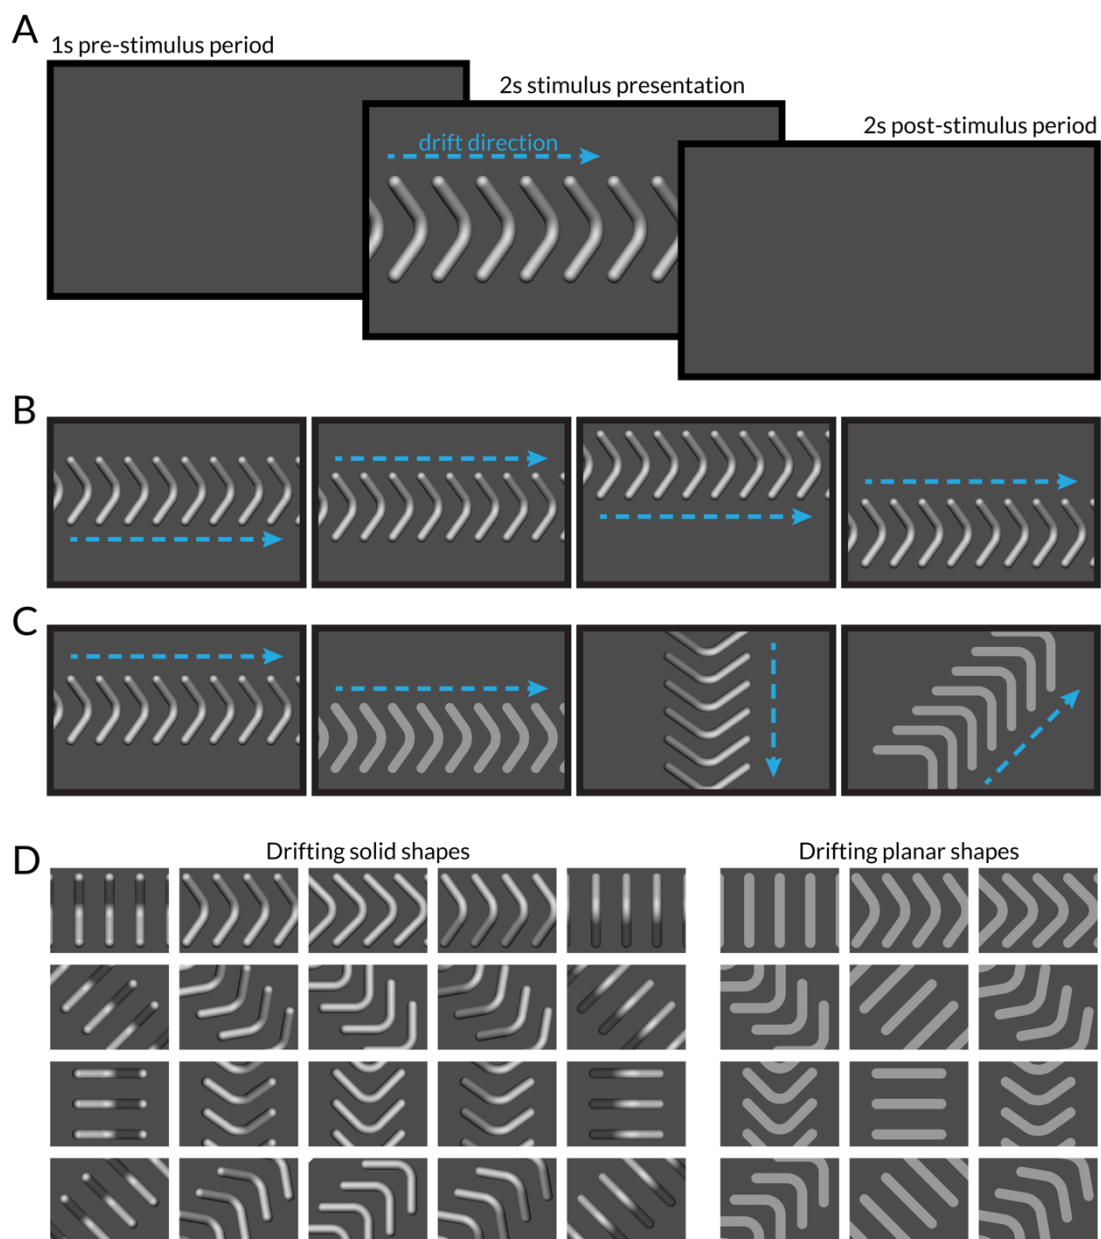 A
1s pre-stimulus period
2s stimulus presentation
2s post-stimulus period
drift direction
B
C
D
Drifting solid shapes
Drifting planar shapes